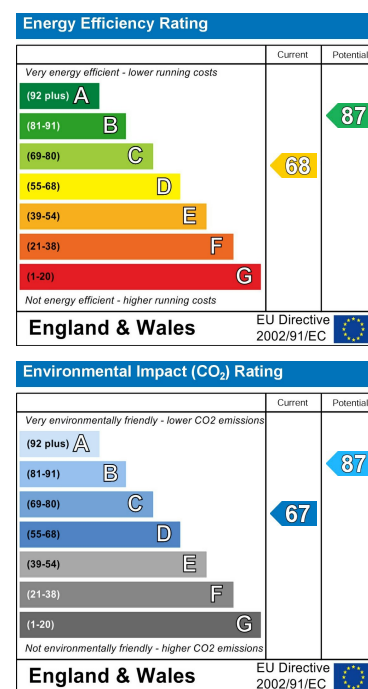 Energy Efficiency Rating
Current Potential
Very energy efficient - lower running costs
(92 plus) A
(81-91) B
(69-80) C
(55-68) D
(39-54) E
(21-38) F
(1-20) G
68
87
Not energy efficient - higher running costs
England & Wales
EU Directive
2002/91/EC
Environmental Impact (CO₂) Rating
Current Potential
Very environmentally friendly - lower CO2 emissions
(92 plus) A
(81-91) B
(69-80) C
(55-68) D
(39-54) E
(21-38) F
(1-20) G
67
87
Not environmentally friendly - higher CO2 emissions
England & Wales
EU Directive
2002/91/EC